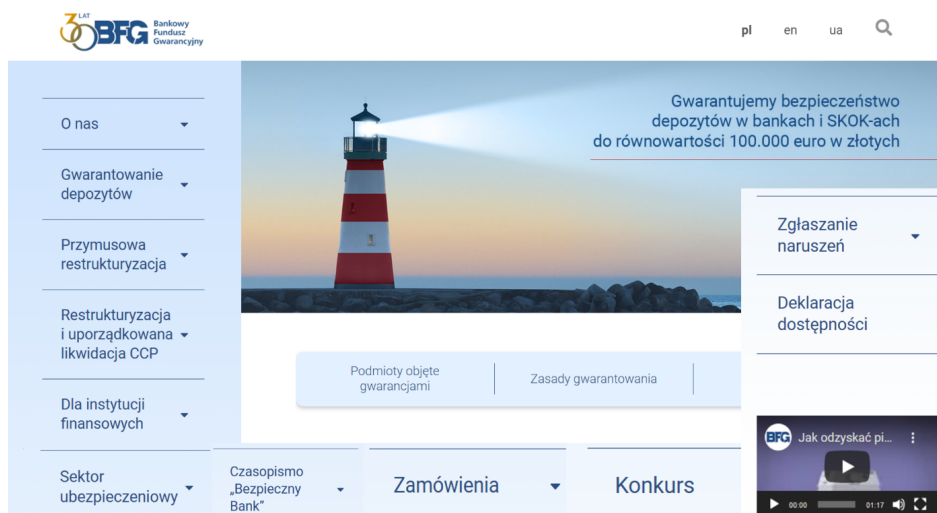 30 LAT
BFG
Bankowy
Fundusz
Gwarancyjny
pl
en
ua
O nas
Gwarantowanie
depozytów
Przymusowa
restrukturyzacja
Restrukturyzacja
i uporządkowana
likwidacja CCP
Dla instytucji
finansowych
Sektor
ubezpieczeniowy
Gwarantujemy bezpieczeństwo
depozytów w bankach i SKOK-ach
do równowartości 100.000 euro w złotych
Zgłaszanie
naruszeń
Deklaracja
dostępności
Podmioty objęte
gwarancjami
Zasady gwarantowania
Czasopismo
„Bezpieczny
Bank”
Zamówienia
Konkurs
BFG
Jak odzyskać pi...
00:00
01:17